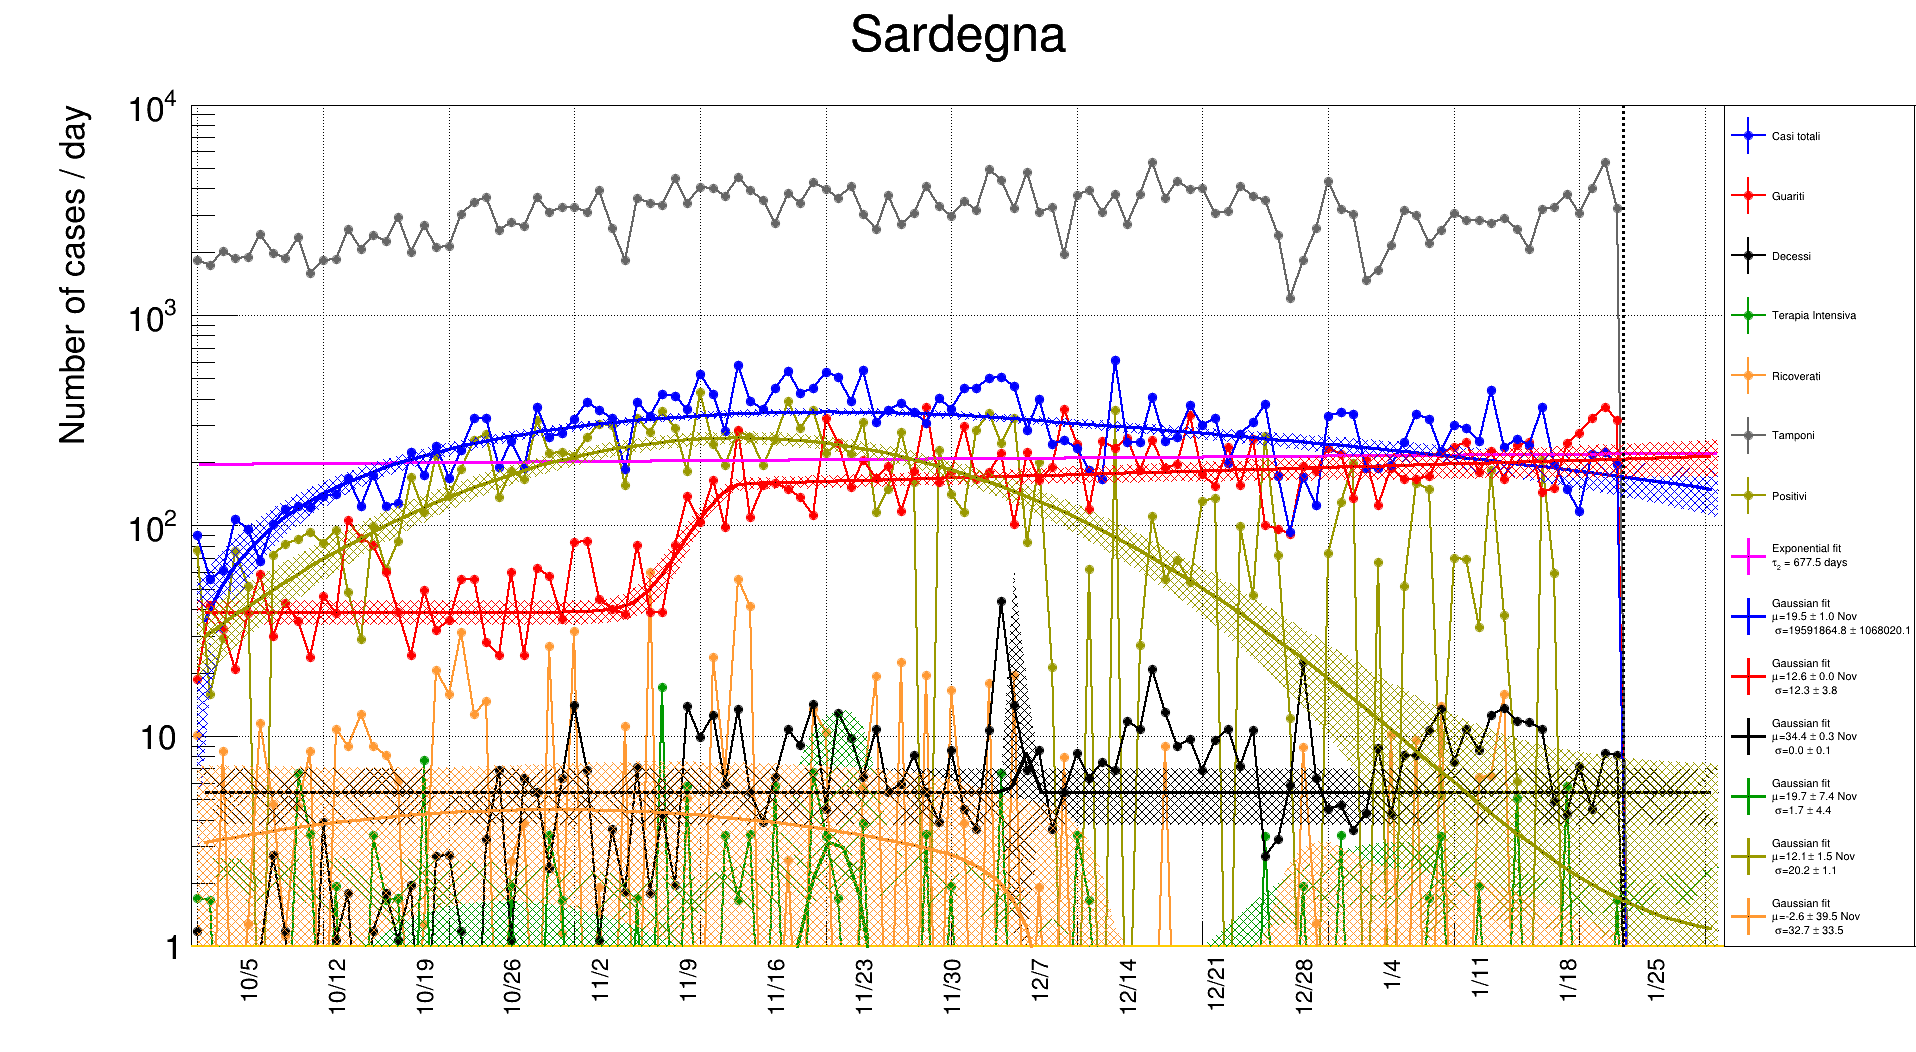 Sardegna
Number of cases / day
10^4
10^3
10^2
10
1
10/5
10/12
10/19
10/26
11/2
11/9
11/16
11/23
11/30
12/7
12/14
12/21
12/28
1/4
1/11
1/18
1/25
Casi totali
Guariti
Decessi
Terapia Intensiva
Ricoverati
Tamponi
Positivi
Exponential fit
τ₂ = 677.5 days
Gaussian fit
μ=19.5 ± 1.0 Nov
σ=19591864.8 ± 1068020.1
Gaussian fit
μ=12.6 ± 0.0 Nov
σ=12.3 ± 3.8
Gaussian fit
μ=34.4 ± 0.3 Nov
σ=0.0 ± 0.1
Gaussian fit
μ=19.7 ± 7.4 Nov
σ=1.7 ± 4.4
Gaussian fit
μ=12.1 ± 1.5 Nov
σ=20.2 ± 1.1
Gaussian fit
μ=-2.6 ± 39.5 Nov
σ=32.7 ± 33.5